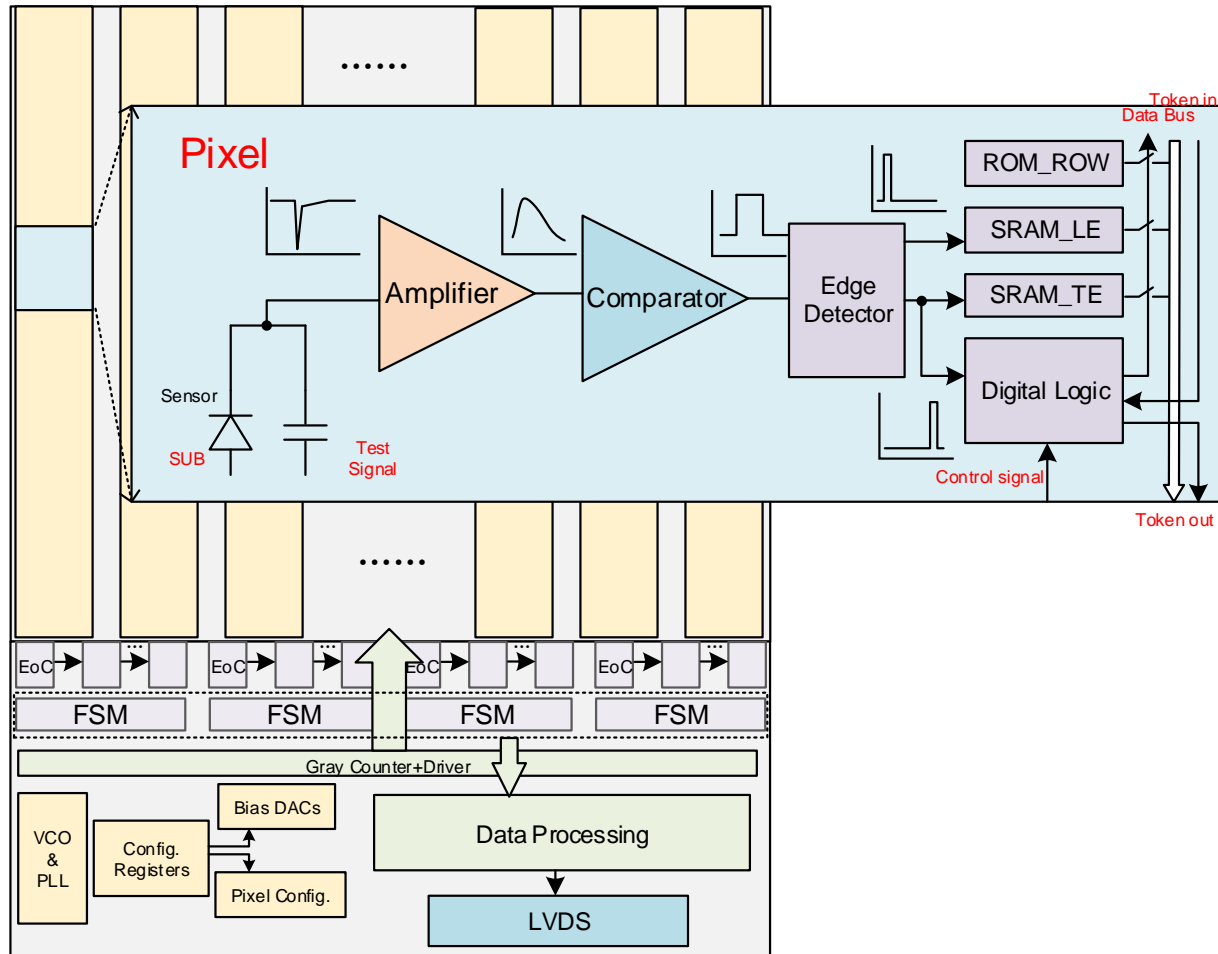 ......
Token in
Data Bus
Pixel
ROM_ROW
SRAM_LE
SRAM_TE
Amplifier
Comparator
Edge
Detector
Digital Logic
Sensor
SUB
Test
Signal
Control signal
Token out
......
EoC
...
EoC
...
EoC
...
EoC
...
FSM
FSM
FSM
FSM
Gray Counter+Driver
VCO
&
PLL
Config.
Registers
Bias DACs
Pixel Config.
Data Processing
LVDS